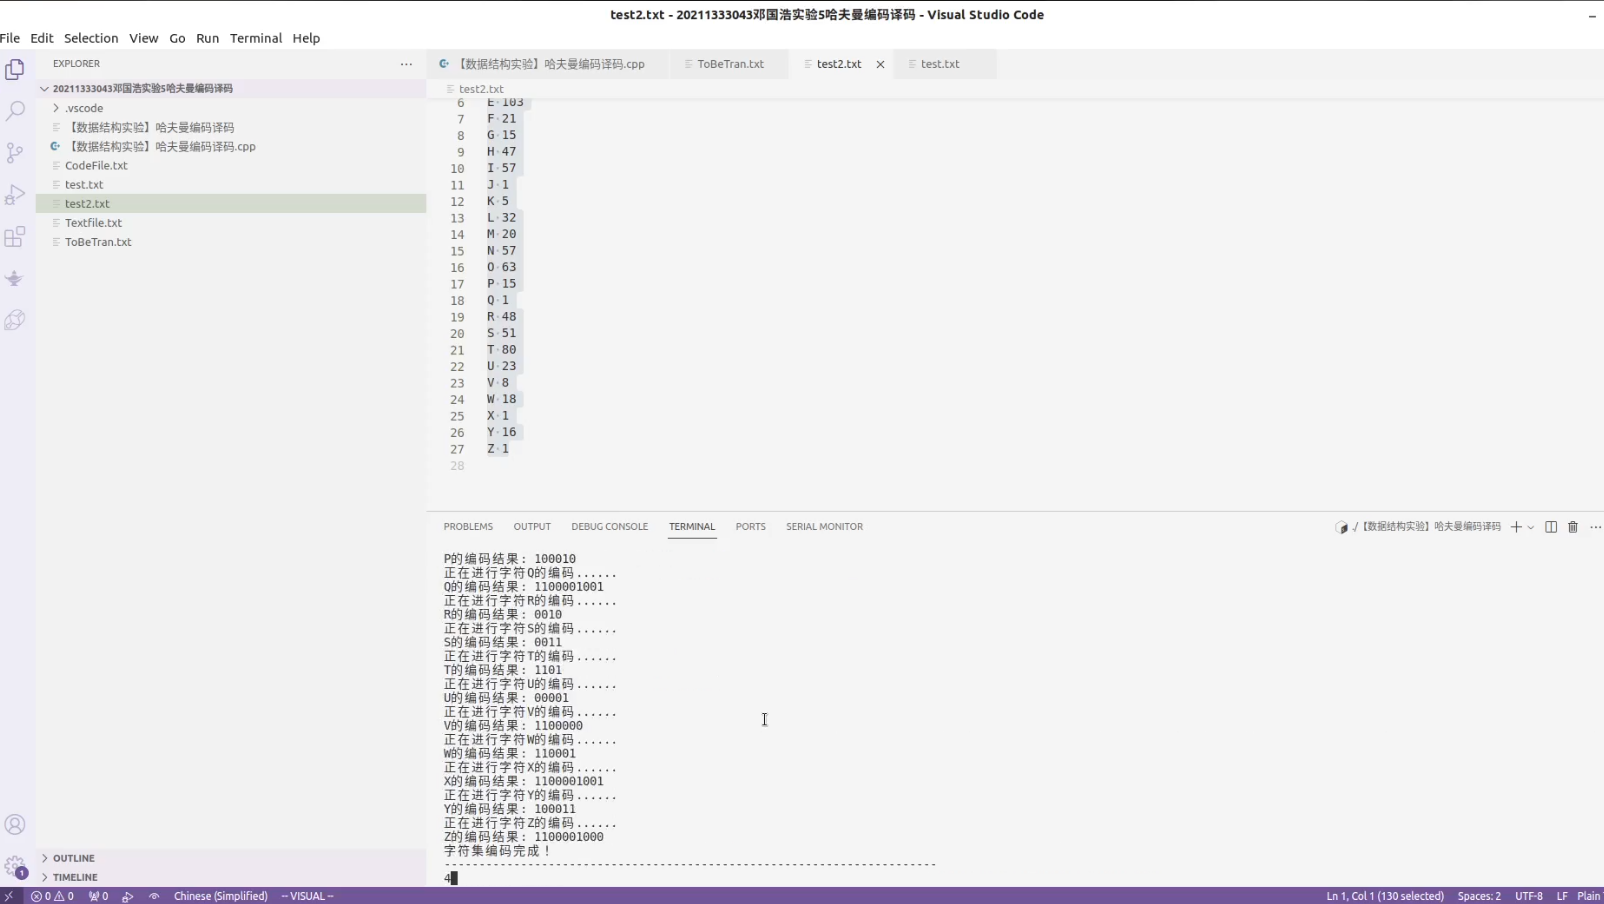 test2.txt - 20211333043邓国浩实验5哈夫曼编码译码 - Visual Studio Code
File Edit Selection View Go Run Terminal Help
EXPLORER
20211333043邓国浩实验5哈夫曼编码译码
.vscode
【数据结构实验】哈夫曼编码译码
【数据结构实验】哈夫曼编码译码.cpp
CodeFile.txt
test.txt
test2.txt
Textfile.txt
ToBeTran.txt
OUTLINE
TIMELINE
【数据结构实验】哈夫曼编码译码.cpp ToBeTran.txt test2.txt test.txt
test2.txt
6 E·103
7 F·21
8 G·15
9 H·47
10 I·57
11 J·1
12 K·5
13 L·32
14 M·20
15 N·57
16 O·63
17 P·15
18 Q·1
19 R·48
20 S·51
21 T·80
22 U·23
23 V·8
24 W·18
25 X·1
26 Y·16
27 Z·1
28
PROBLEMS OUTPUT DEBUG CONSOLE TERMINAL PORTS SERIAL MONITOR ./【数据结构实验】哈夫曼编码译码
P的编码结果: 100010
正在进行字符Q的编码......
Q的编码结果: 1100001001
正在进行字符R的编码......
R的编码结果: 0010
正在进行字符S的编码......
S的编码结果: 0011
正在进行字符T的编码......
T的编码结果: 1101
正在进行字符U的编码......
U的编码结果: 00001
正在进行字符V的编码......
V的编码结果: 1100000
正在进行字符W的编码......
W的编码结果: 110001
正在进行字符X的编码......
X的编码结果: 1100001001
正在进行字符Y的编码......
Y的编码结果: 100011
正在进行字符Z的编码......
Z的编码结果: 1100001000
字符集编码完成！
----------------------------------------------------------------------
4
1
0 0 0 Chinese (Simplified) -- VISUAL -- Ln 1, Col 1 (130 selected) Spaces: 2 UTF-8 LF Plain